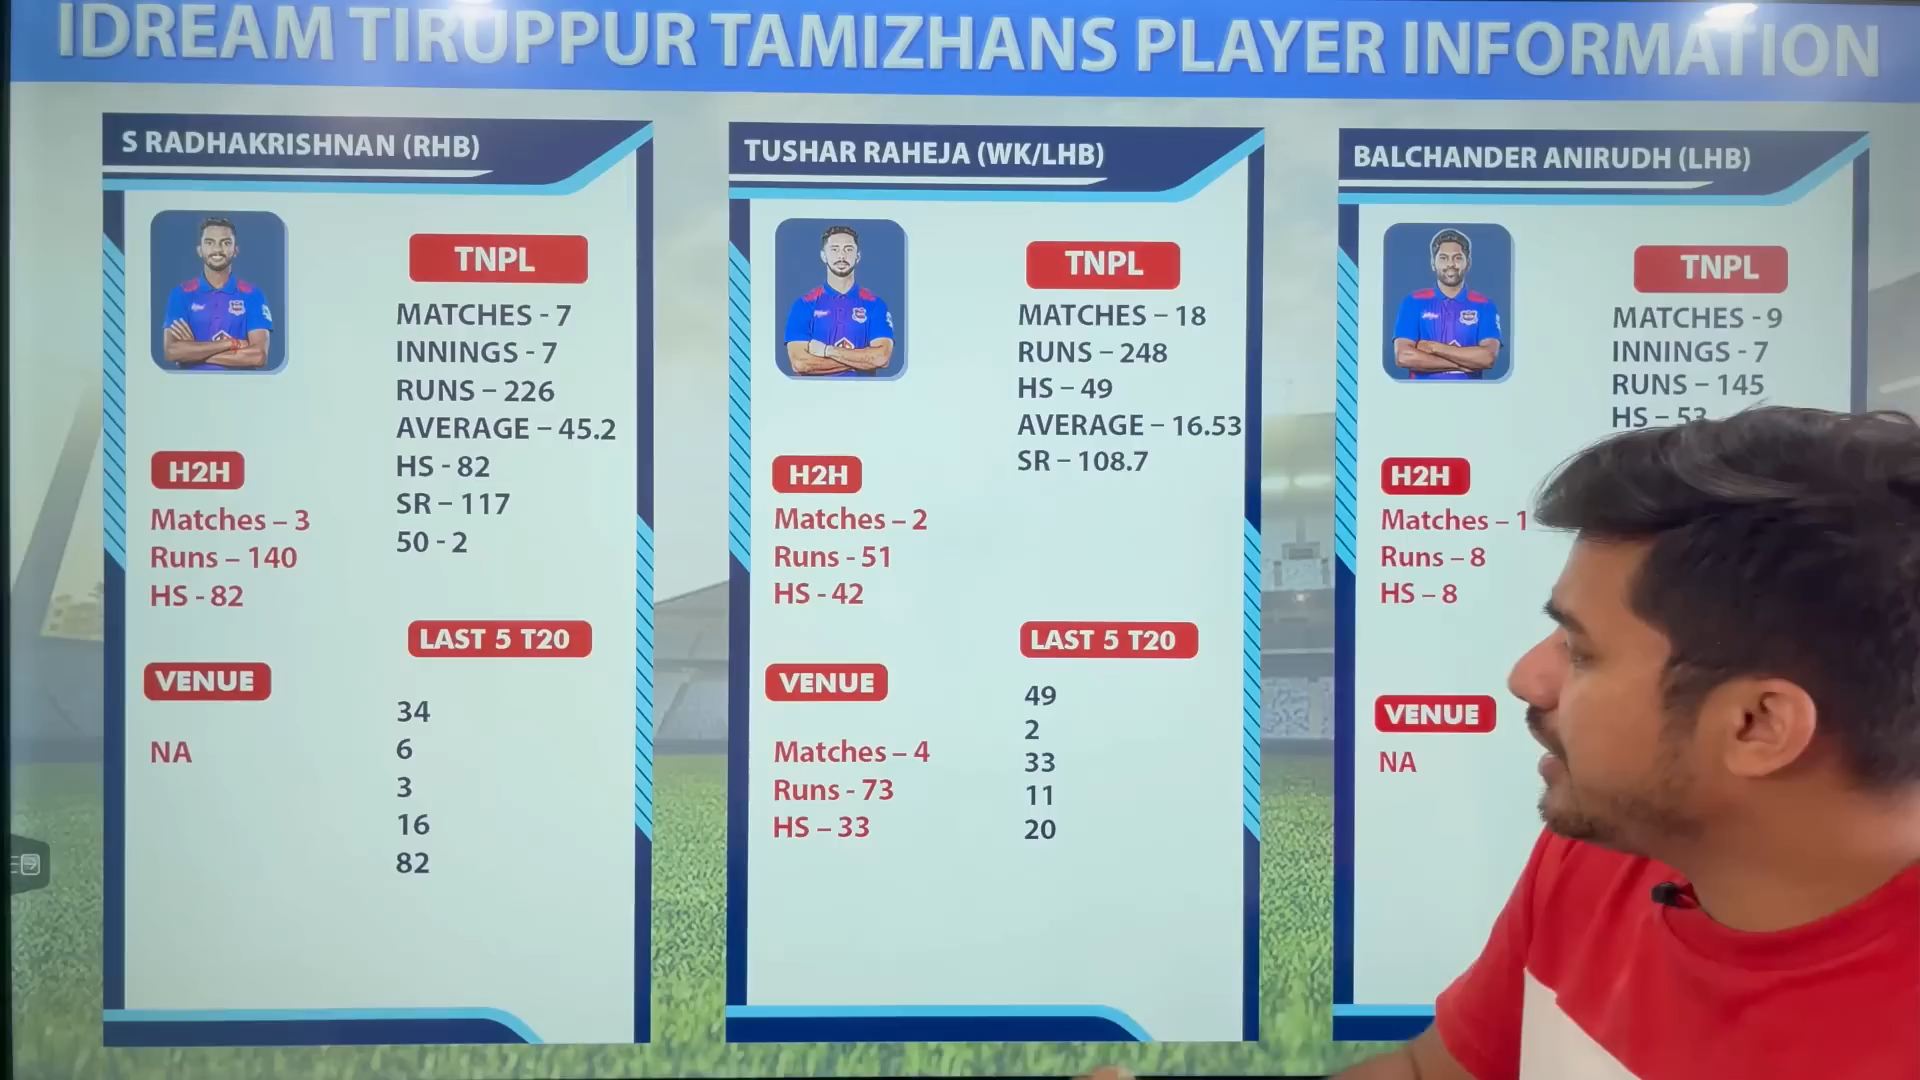 IDREAM TIRUPPUR TAMIZHANS PLAYER INFORMATION
S RADHAKRISHNAN (RHB)
TNPL
MATCHES - 7
INNINGS - 7
RUNS – 226
AVERAGE – 45.2
HS - 82
SR – 117
50 - 2
H2H
Matches – 3
Runs – 140
HS - 82
LAST 5 T20
34
6
3
16
82
VENUE
NA
TUSHAR RAHEJA (WK/LHB)
TNPL
MATCHES – 18
RUNS – 248
HS – 49
AVERAGE – 16.53
SR – 108.7
H2H
Matches – 2
Runs - 51
HS - 42
LAST 5 T20
49
2
33
11
20
VENUE
Matches – 4
Runs - 73
HS – 33
BALCHANDER ANIRUDH (LHB)
TNPL
MATCHES - 9
INNINGS - 7
RUNS – 145
HS – 53
H2H
Matches – 1
Runs – 8
HS – 8
VENUE
NA